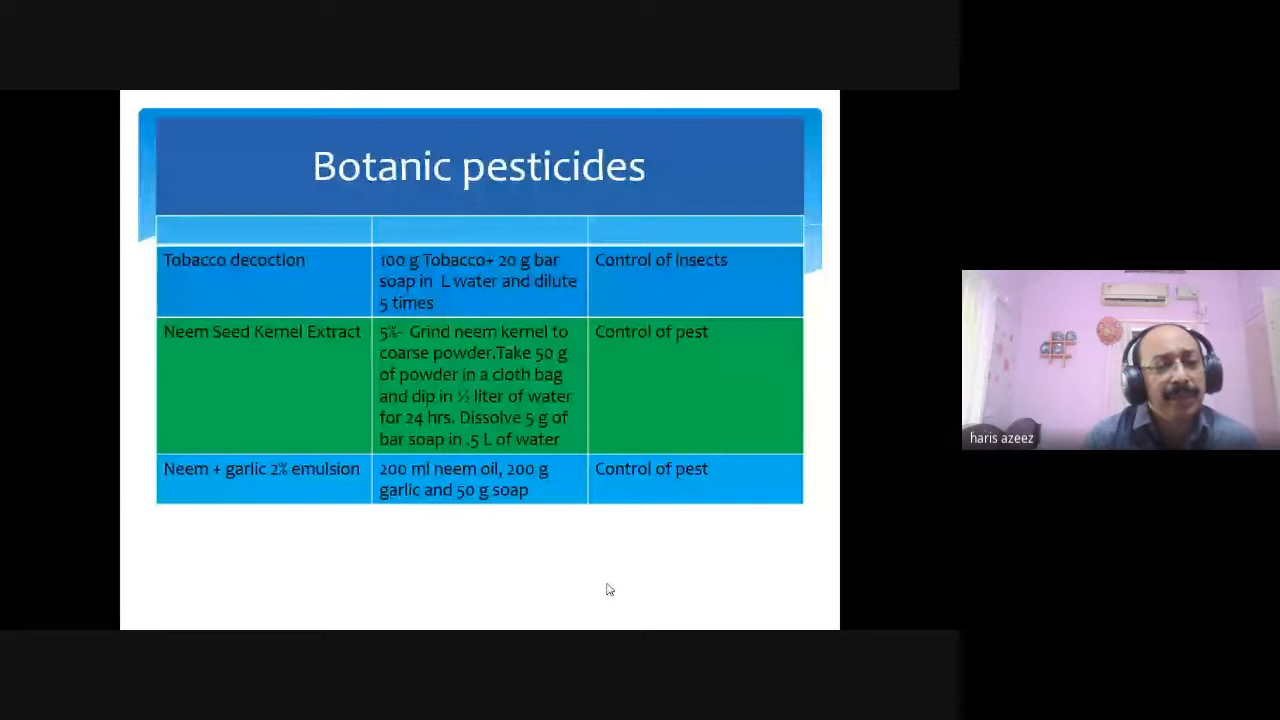 Botanic pesticides
Tobacco decoction
100 g Tobacco+ 20 g bar
soap in L water and dilute
5 times
Control of insects
Neem Seed Kernel Extract
5%- Grind neem kernel to
coarse powder.Take 50 g
of powder in a cloth bag
and dip in ½ liter of water
for 24 hrs. Dissolve 5 g of
bar soap in .5 L of water
Control of pest
Neem + garlic 2% emulsion
200 ml neem oil, 200 g
garlic and 50 g soap
Control of pest
haris azeez